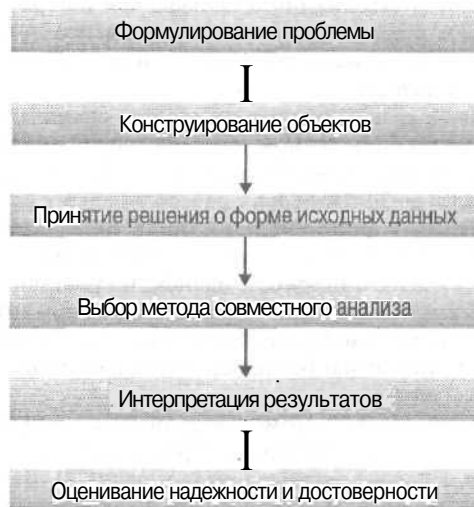 Формулирование проблемы
Конструирование объектов
Принятие решения о форме исходных данных
Выбор метода совместного анализа
Интерпретация результатов
Оценивание надежности и достоверности